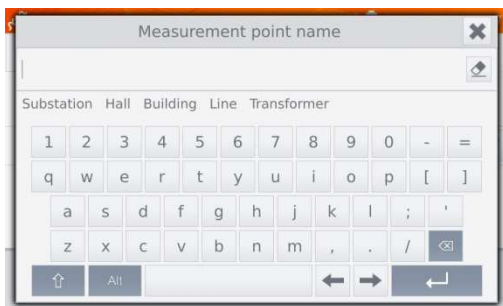 Measurement point name
Substation Hall Building Line Transformer
1 2 3 4 5 6 7 8 9 0 - =
q w e r t y u i o p [ ]
a s d f g h j k l ; '
z x c v b n m , . /
Alt